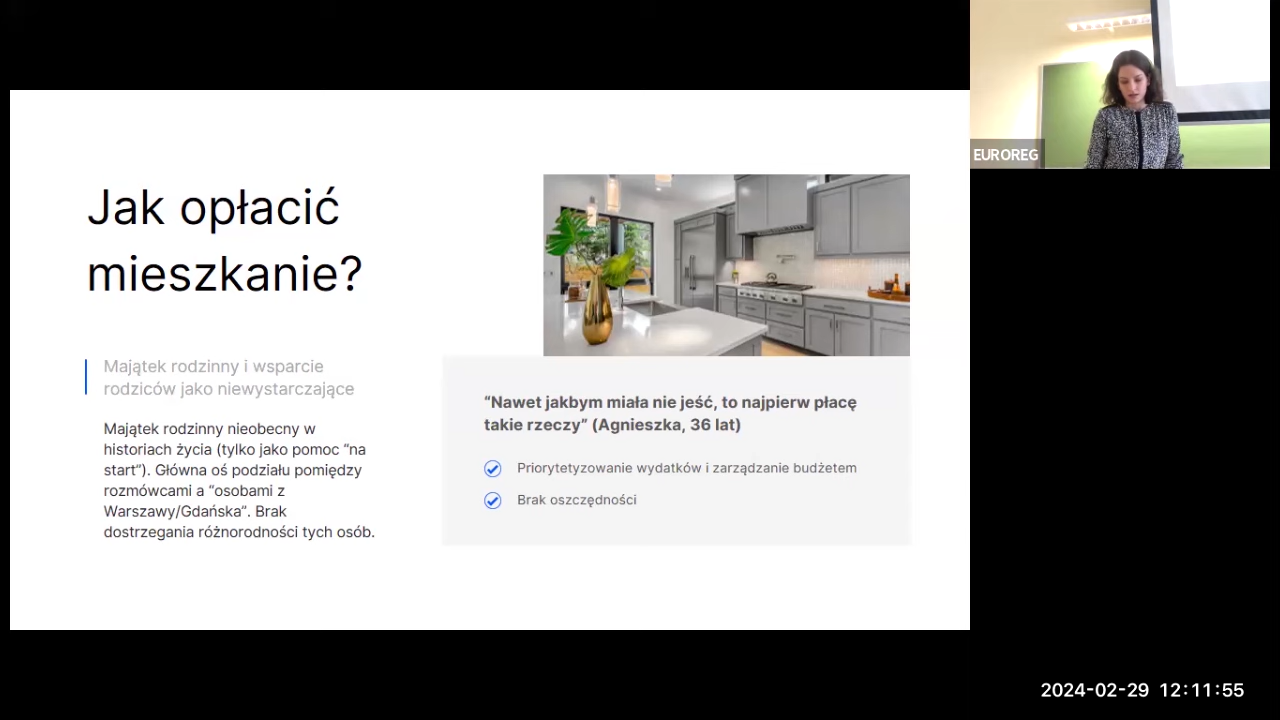 EUROREG
Jak opłacić
mieszkanie?
Majątek rodzinny i wsparcie
rodziców jako niewystarczające
Majątek rodzinny nieobecny w
historiach życia (tylko jako pomoc “na
start”). Główna oś podziału pomiędzy
rozmówcami a “osobami z
Warszawy/Gdańska”. Brak
dostrzegania różnorodności tych osób.
“Nawet jakbym miała nie jeść, to najpierw płacę
takie rzeczy” (Agnieszka, 36 lat)
Priorytetyzowanie wydatków i zarządzanie budżetem
Brak oszczędności
2024-02-29 12:11:55